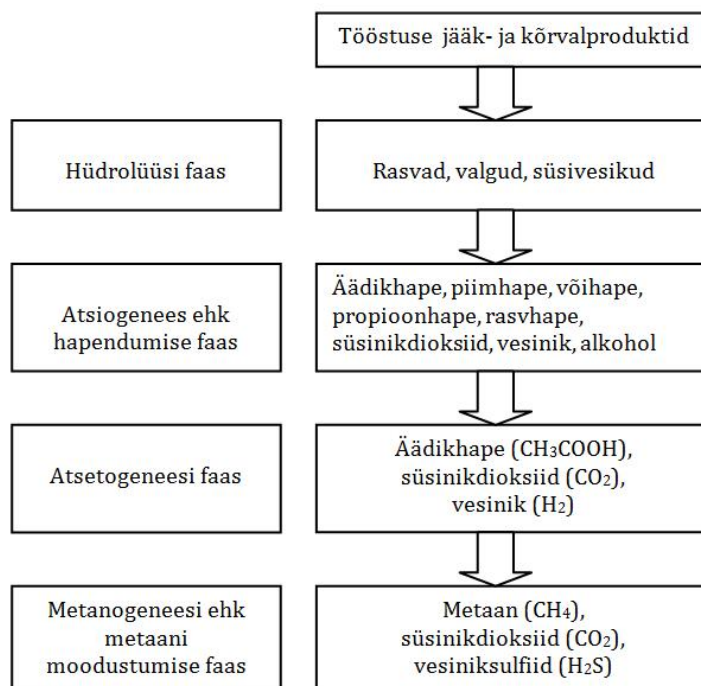 Tööstuse jääk- ja kõrvalproduktid
Hüdrolüüsi faas
Rasvad, valgud, süsivesikud
Atsiogenees ehk
hapendumise faas
Äädikhape, piimhape, võihape,
propioonhape, rasvhape,
süsinikdioksiid, vesinik, alkohol
Atsetogeneesi faas
Äädikhape (CH₃COOH),
süsinikdioksiid (CO₂),
vesinik (H₂)
Metanogeneesi ehk
metaani
moodustumise faas
Metaan (CH₄),
süsinikdioksiid (CO₂),
vesiniksulfiid (H₂S)